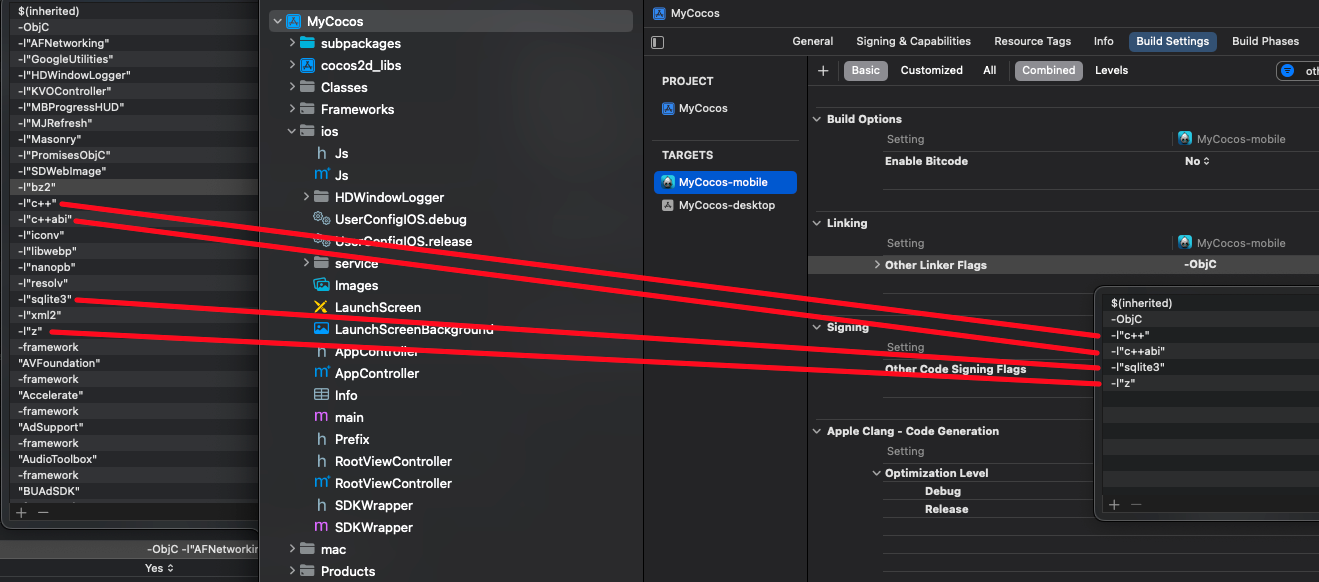 $(inherited)
-ObjC
-l"AFNetworking"
-l"GoogleUtilities"
-l"HDWindowLogger"
-l"KVOController"
-l"MBProgressHUD"
-l"MJRefresh"
-l"Masonry"
-l"PromisesObjC"
-l"SDWebImage"
-l"bz2"
-l"c++"
-l"c++abi"
-l"iconv"
-l"libwebp"
-l"nanopb"
-l"resolv"
-l"sqlite3"
-l"xml2"
-l"z"
-framework
"AVFoundation"
-framework
"Accelerate"
-framework
"AdSupport"
-framework
"AudioToolbox"
-framework
"BUAdSDK"
-ObjC -l"AFNetworkin
Yes
MyCocos
subpackages
cocos2d_libs
Classes
Frameworks
ios
h Js
m Js
HDWindowLogger
UserConfigIOS.debug
UserConfigIOS.release
service
Images
LaunchScreen
LaunchScreenBackground
h AppController
m AppController
Info
m main
h Prefix
h RootViewController
m RootViewController
h SDKWrapper
m SDKWrapper
mac
Products
MyCocos
General Signing & Capabilities Resource Tags Info Build Settings Build Phases
PROJECT
MyCocos
TARGETS
MyCocos-mobile
MyCocos-desktop
Basic Customized All Combined Levels oth
Build Options
Setting MyCocos-mobile
Enable Bitcode No
Linking
Setting MyCocos-mobile
Other Linker Flags -ObjC
Signing
Setting
Other Code Signing Flags
Apple Clang - Code Generation
Setting
Optimization Level
Debug
Release
$(inherited)
-ObjC
-l"c++"
-l"c++abi"
-l"sqlite3"
-l"z"